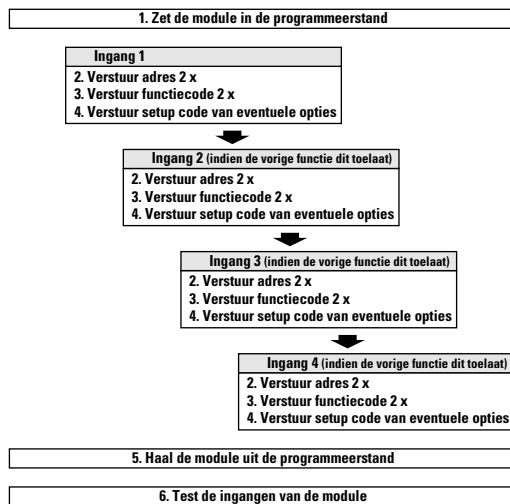 1. Zet de module in de programmeerstand
Ingang 1
2. Verstuur adres 2 x
3. Verstuur functiecode 2 x
4. Verstuur setup code van eventuele opties
Ingang 2 (indien de vorige functie dit toelaat)
2. Verstuur adres 2 x
3. Verstuur functiecode 2 x
4. Verstuur setup code van eventuele opties
Ingang 3 (indien de vorige functie dit toelaat)
2. Verstuur adres 2 x
3. Verstuur functiecode 2 x
4. Verstuur setup code van eventuele opties
Ingang 4 (indien de vorige functie dit toelaat)
2. Verstuur adres 2 x
3. Verstuur functiecode 2 x
4. Verstuur setup code van eventuele opties
5. Haal de module uit de programmeerstand
6. Test de ingangen van de module